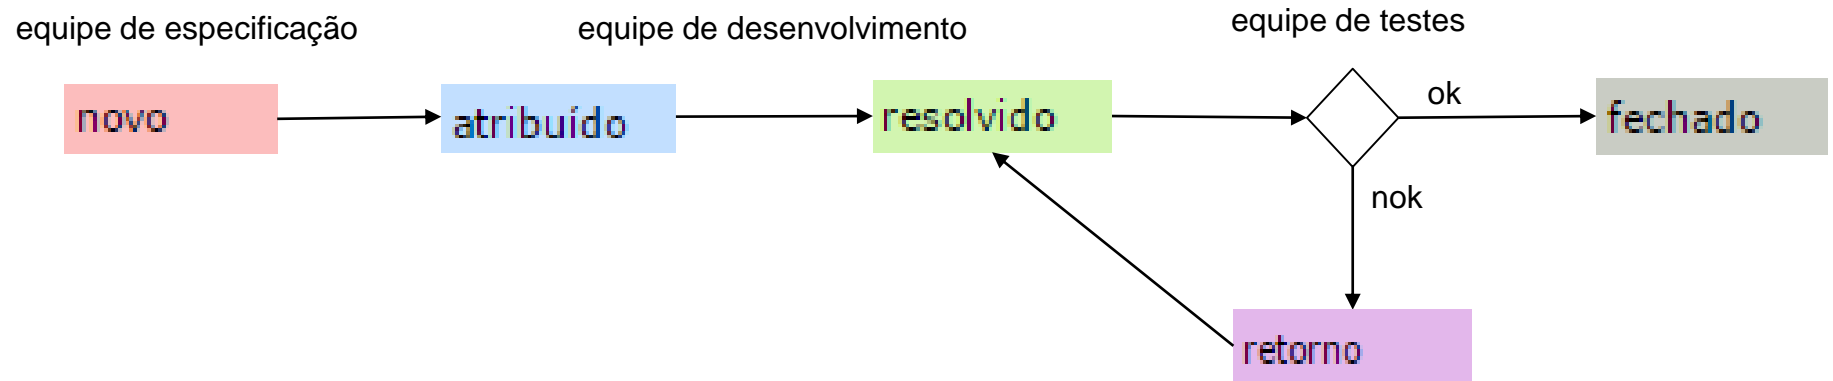 equipe de especificação
equipe de desenvolvimento
equipe de testes
novo
atribuído
resolvido
ok
fechado
nok
retorno